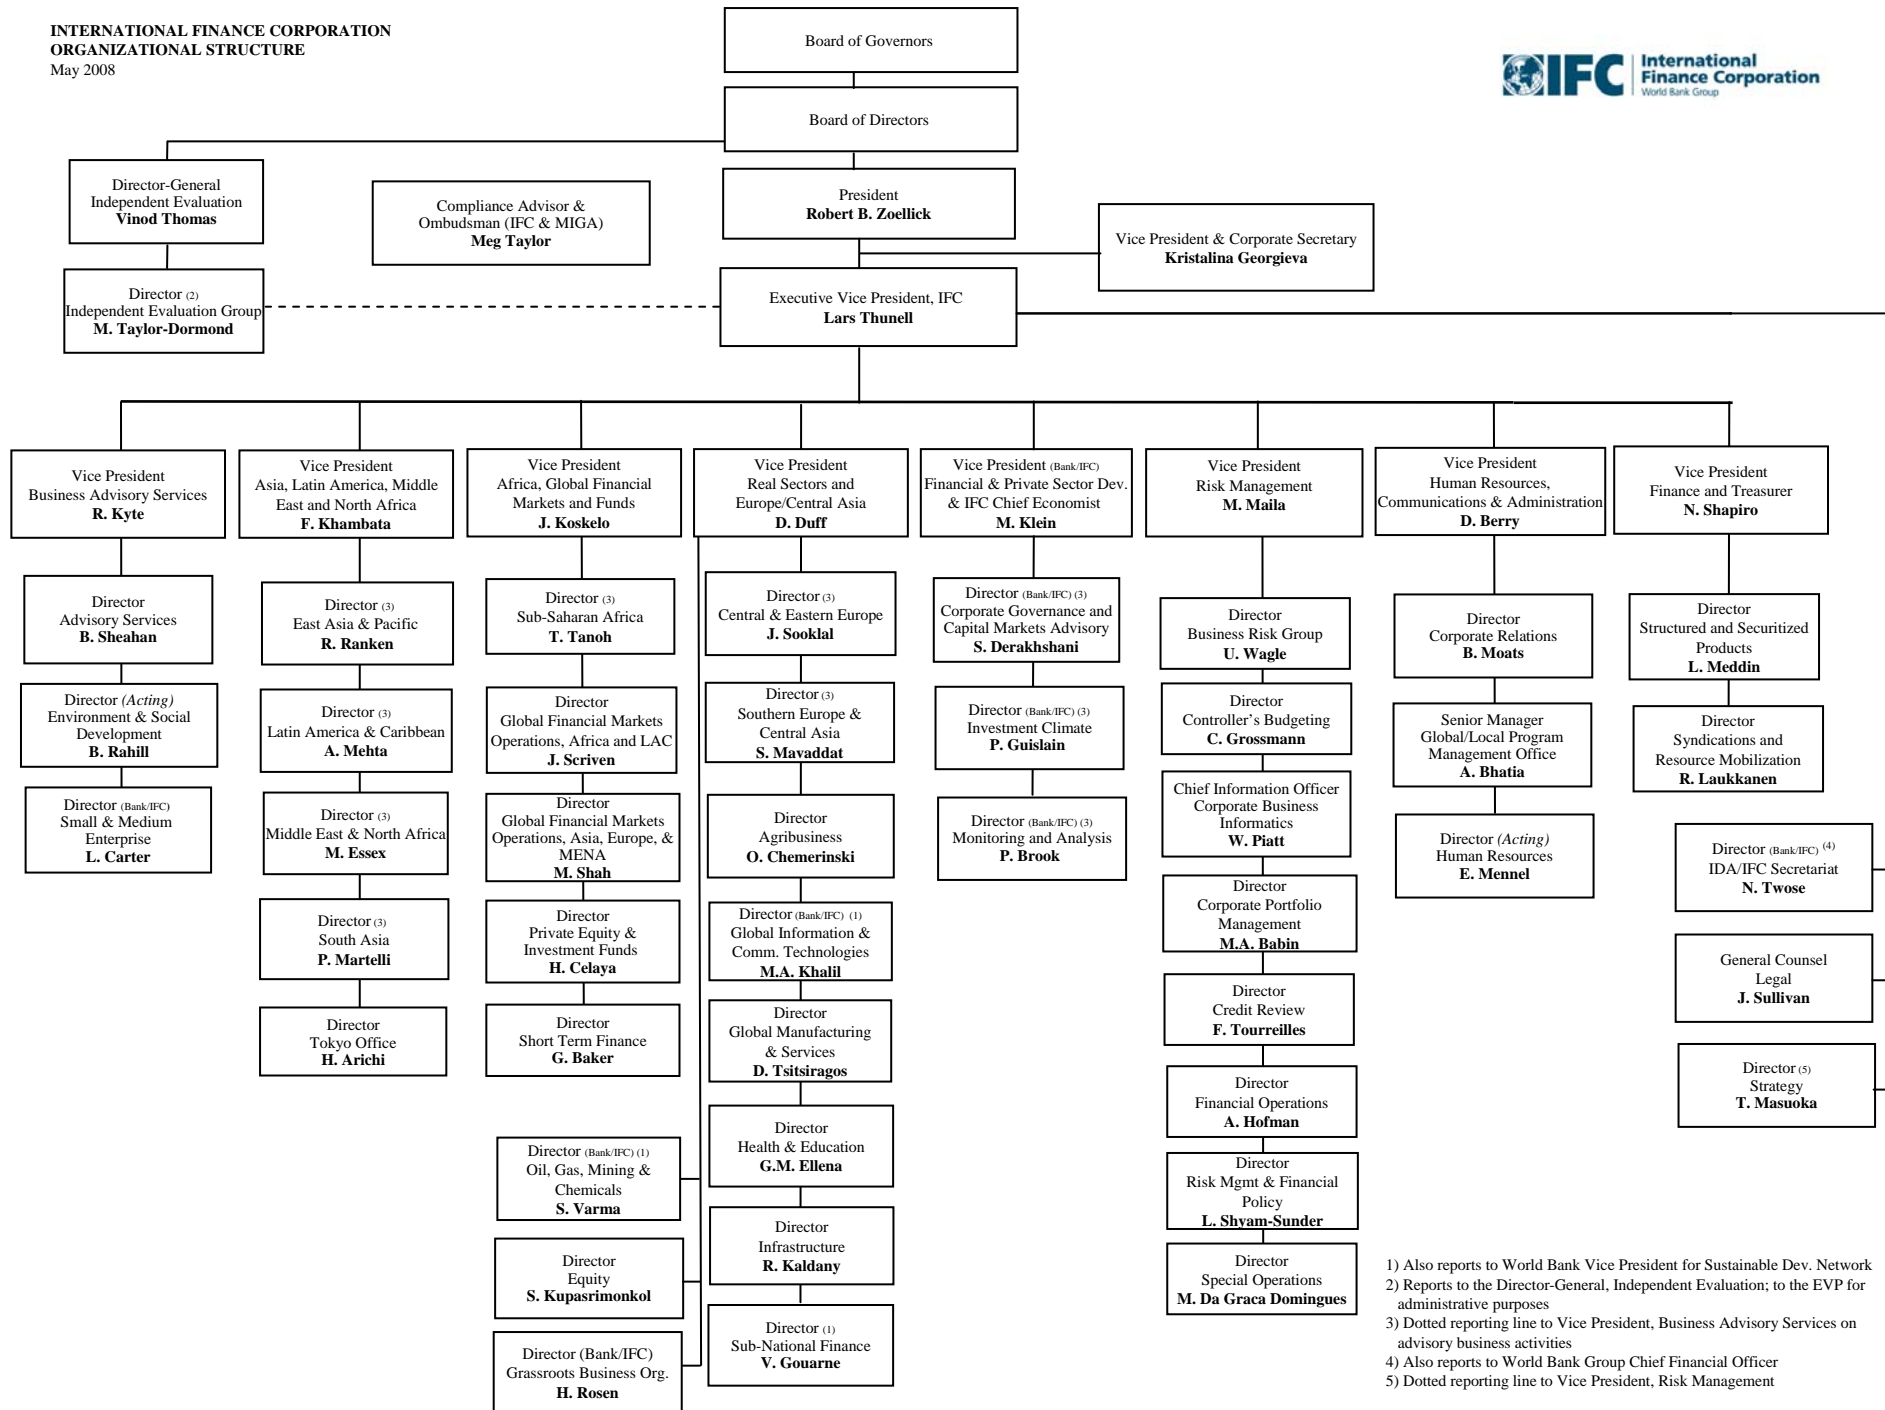 INTERNATIONAL FINANCE CORPORATION
ORGANIZATIONAL STRUCTURE
May 2008
IFC
International
Finance Corporation
World Bank Group
Board of Governors
Board of Directors
Director-General
Independent Evaluation
Vinod Thomas
Compliance Advisor &
Ombudsman (IFC & MIGA)
Meg Taylor
President
Robert B. Zoellick
Vice President & Corporate Secretary
Kristalina Georgieva
Director (2)
Independent Evaluation Group
M. Taylor-Dormond
Executive Vice President, IFC
Lars Thunell
Vice President
Business Advisory Services
R. Kyte
Director
Advisory Services
B. Sheahan
Director (Acting)
Environment & Social
Development
B. Rahill
Director (Bank/IFC)
Small & Medium
Enterprise
L. Carter
Vice President
Asia, Latin America, Middle
East and North Africa
F. Khambata
Director (3)
East Asia & Pacific
R. Ranken
Director (3)
Latin America & Caribbean
A. Mehta
Director (3)
Middle East & North Africa
M. Essex
Director (3)
South Asia
P. Martelli
Director
Tokyo Office
H. Arichi
Vice President
Africa, Global Financial
Markets and Funds
J. Koskelo
Director (3)
Sub-Saharan Africa
T. Tanoh
Director
Global Financial Markets
Operations, Africa and LAC
J. Scriven
Director
Global Financial Markets
Operations, Asia, Europe, &
MENA
M. Shah
Director
Private Equity &
Investment Funds
H. Celaya
Director
Short Term Finance
G. Baker
Vice President
Real Sectors and
Europe/Central Asia
D. Duff
Director (3)
Central & Eastern Europe
J. Sooklal
Director (3)
Southern Europe &
Central Asia
S. Mavaddat
Director
Agribusiness
O. Chemerinski
Director (Bank/IFC) (1)
Global Information &
Comm. Technologies
M.A. Khalil
Director
Global Manufacturing
& Services
D. Tsitsiragos
Director
Health & Education
G.M. Ellena
Director
Infrastructure
R. Kaldany
Director (1)
Sub-National Finance
V. Gouarne
Director (Bank/IFC) (1)
Oil, Gas, Mining &
Chemicals
S. Varma
Director
Equity
S. Kupasrimonkol
Director (Bank/IFC)
Grassroots Business Org.
H. Rosen
Vice President (Bank/IFC)
Financial & Private Sector Dev.
& IFC Chief Economist
M. Klein
Director (Bank/IFC) (3)
Corporate Governance and
Capital Markets Advisory
S. Derakhshani
Director (Bank/IFC) (3)
Investment Climate
P. Guislain
Director (Bank/IFC) (3)
Monitoring and Analysis
P. Brook
Vice President
Risk Management
M. Maila
Director
Business Risk Group
U. Wagle
Director
Controller's Budgeting
C. Grossmann
Chief Information Officer
Corporate Business
Informatics
W. Piatt
Director
Corporate Portfolio
Management
M.A. Babin
Director
Credit Review
F. Tourreilles
Director
Financial Operations
A. Hofman
Director
Risk Mgmt & Financial
Policy
L. Shyam-Sunder
Director
Special Operations
M. Da Graca Domingues
Vice President
Human Resources,
Communications & Administration
D. Berry
Director
Corporate Relations
B. Moats
Senior Manager
Global/Local Program
Management Office
A. Bhatia
Director (Acting)
Human Resources
E. Mennel
Vice President
Finance and Treasurer
N. Shapiro
Director
Structured and Securitized
Products
L. Meddin
Director
Syndications and
Resource Mobilization
R. Laukkanen
Director (Bank/IFC) (4)
IDA/IFC Secretariat
N. Twose
General Counsel
Legal
J. Sullivan
Director (5)
Strategy
T. Masuoka
1) Also reports to World Bank Vice President for Sustainable Dev. Network
2) Reports to the Director-General, Independent Evaluation; to the EVP for
administrative purposes
3) Dotted reporting line to Vice President, Business Advisory Services on
advisory business activities
4) Also reports to World Bank Group Chief Financial Officer
5) Dotted reporting line to Vice President, Risk Management